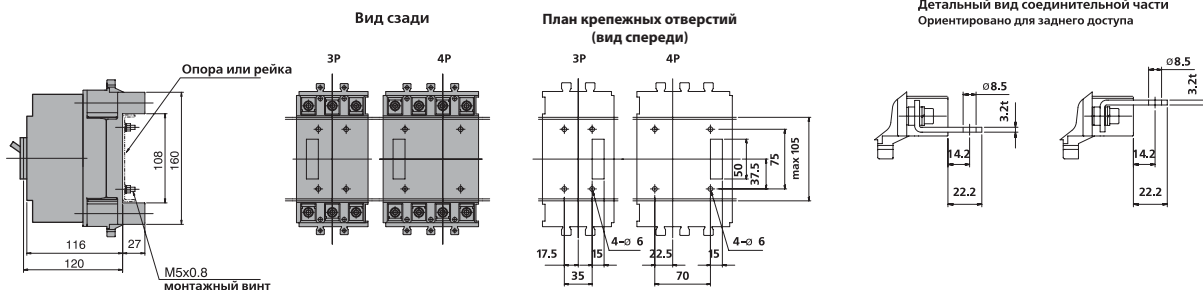 Вид сзади
План крепежных отверстий
(вид спереди)
Детальный вид соединительной части
Ориентировано для заднего доступа
3P
4P
3P
4P
Опора или рейка
ø8.5
3.2t
ø8.5
3.2t
108
160
50
37.5
75
max 105
14.2
22.2
14.2
22.2
116
27
120
M5x0.8
монтажный винт
4-ø 6
4-ø 6
17.5
15
35
22.5
15
70